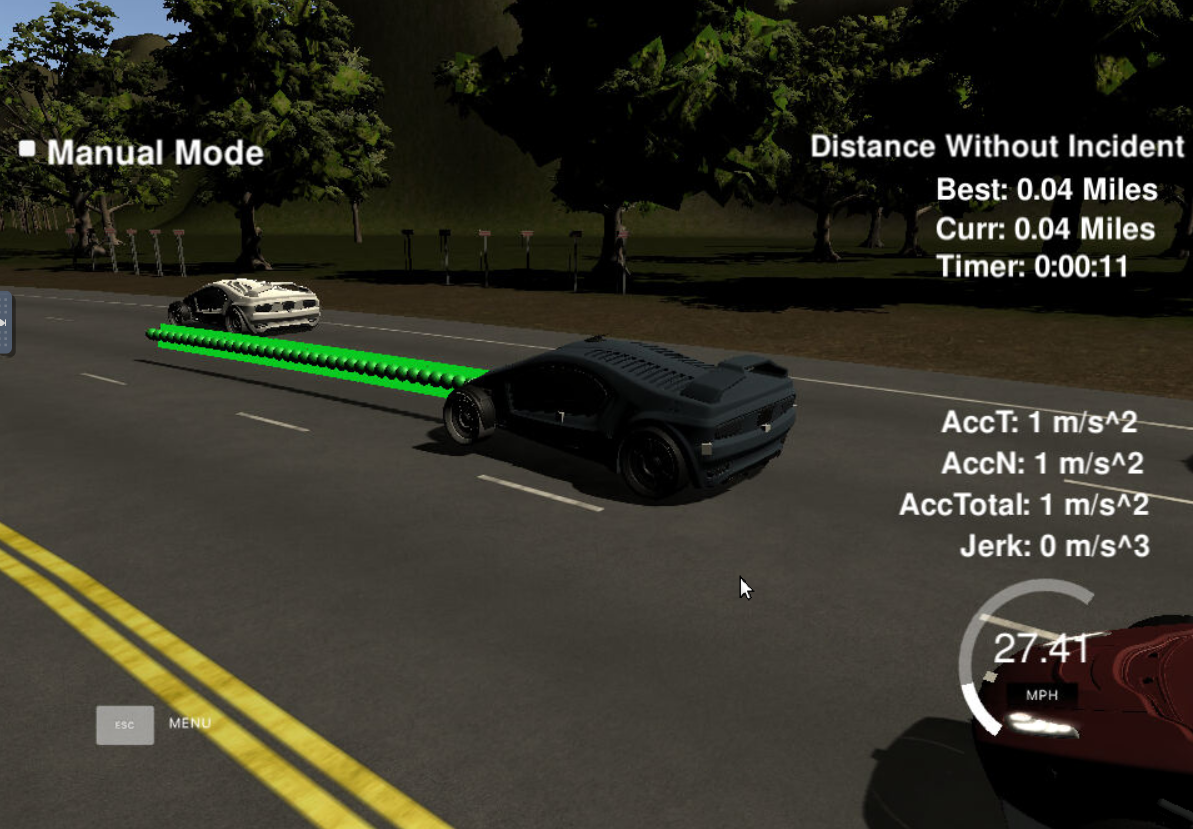 Manual Mode
Distance Without Incident
Best: 0.04 Miles
Curr: 0.04 Miles
Timer: 0:00:11
AccT: 1 m/s^2
AccN: 1 m/s^2
AccTotal: 1 m/s^2
Jerk: 0 m/s^3
27.41
MPH
ESC MENU